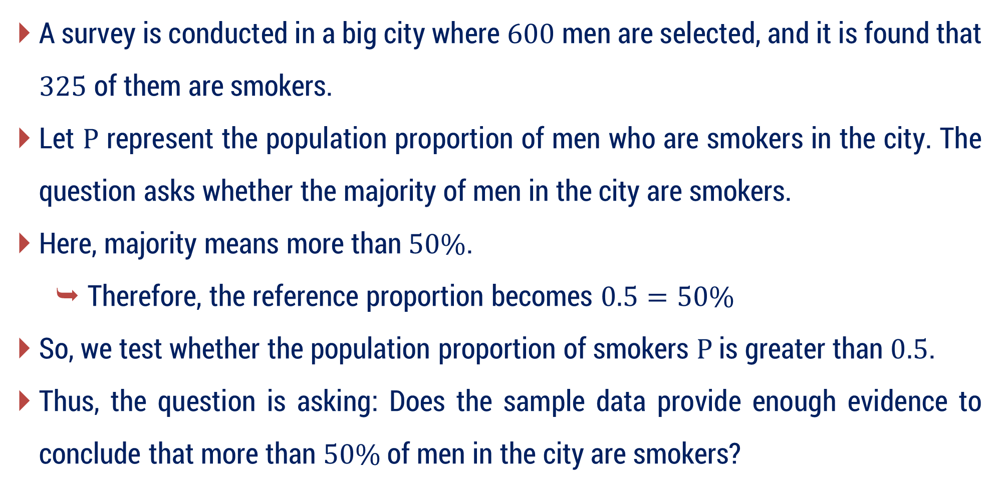 A survey is conducted in a big city where 600 men are selected, and it is found that
325 of them are smokers.
Let P represent the population proportion of men who are smokers in the city. The
question asks whether the majority of men in the city are smokers.
Here, majority means more than 50%.
Therefore, the reference proportion becomes 0.5 = 50%
So, we test whether the population proportion of smokers P is greater than 0.5.
Thus, the question is asking: Does the sample data provide enough evidence to
conclude that more than 50% of men in the city are smokers?